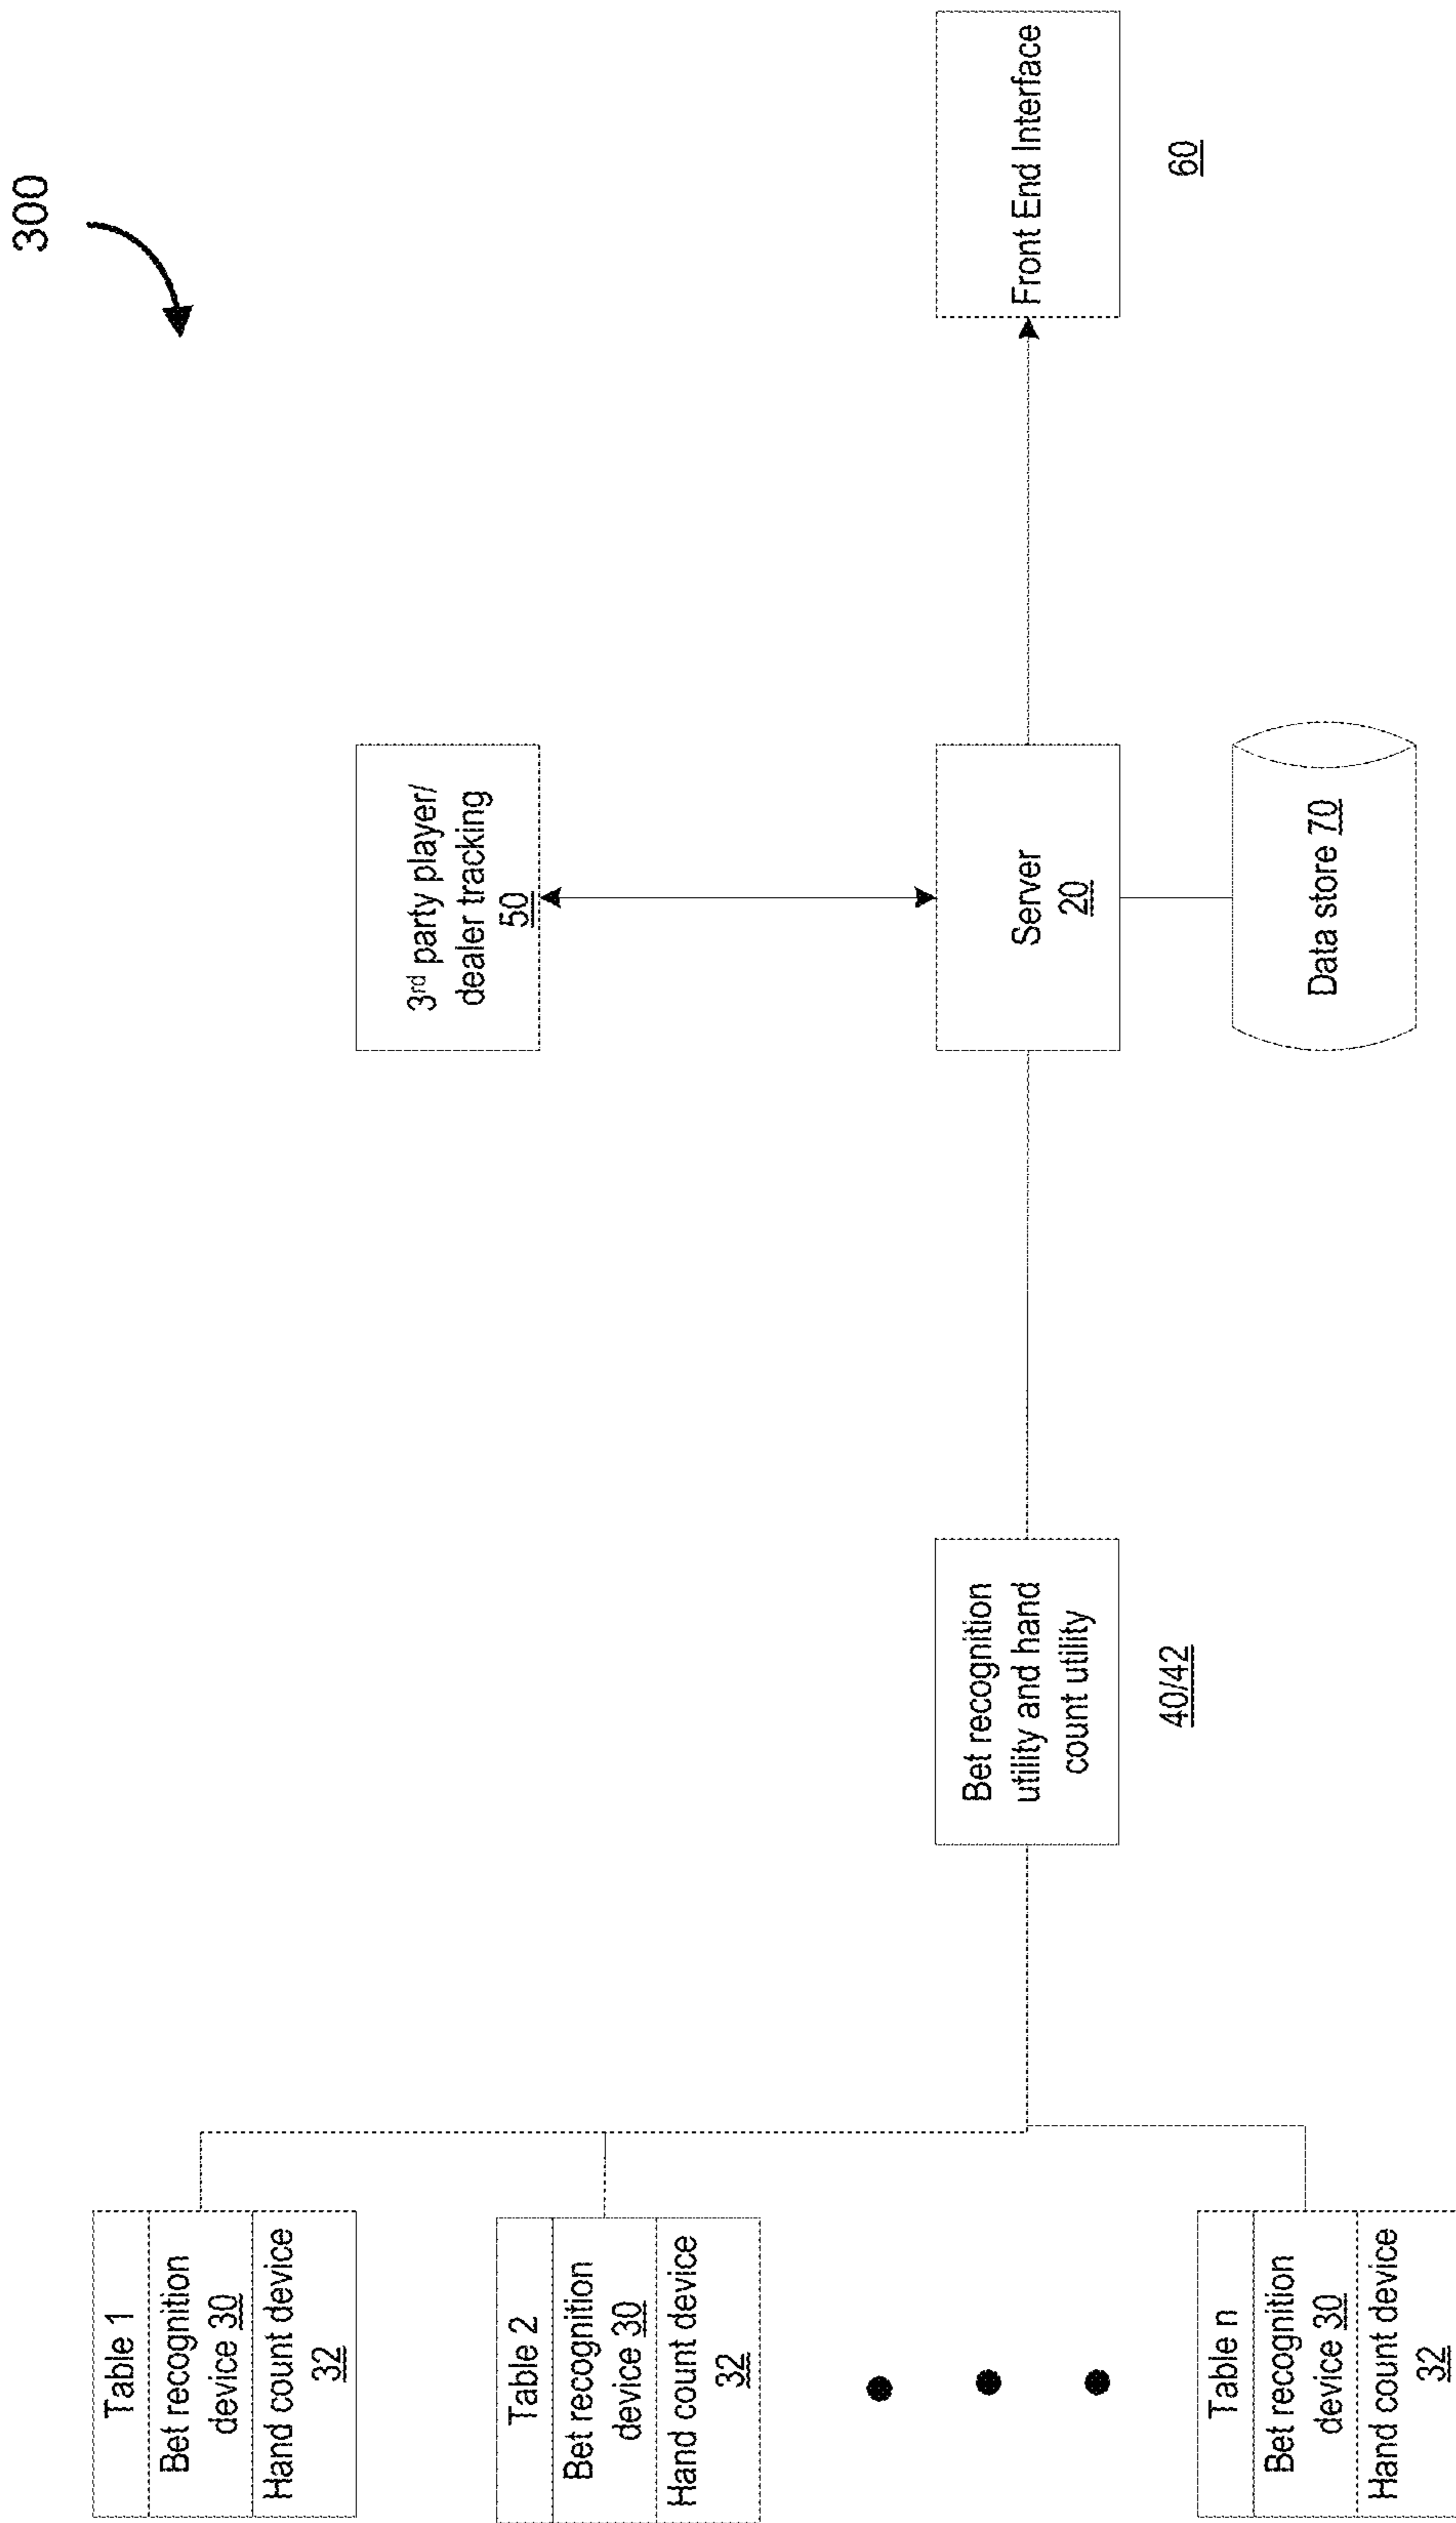 300
Table 1
Bet recognition
device 30
Hand count device
32
Table 2
Bet recognition
device 30
Hand count device
32
Table n
Bet recognition
device 30
Hand count device
32
Bet recognition
utility and hand
count utility
40/42
3rd party player/
dealer tracking
50
Server
20
Data store 70
Front End Interface
60